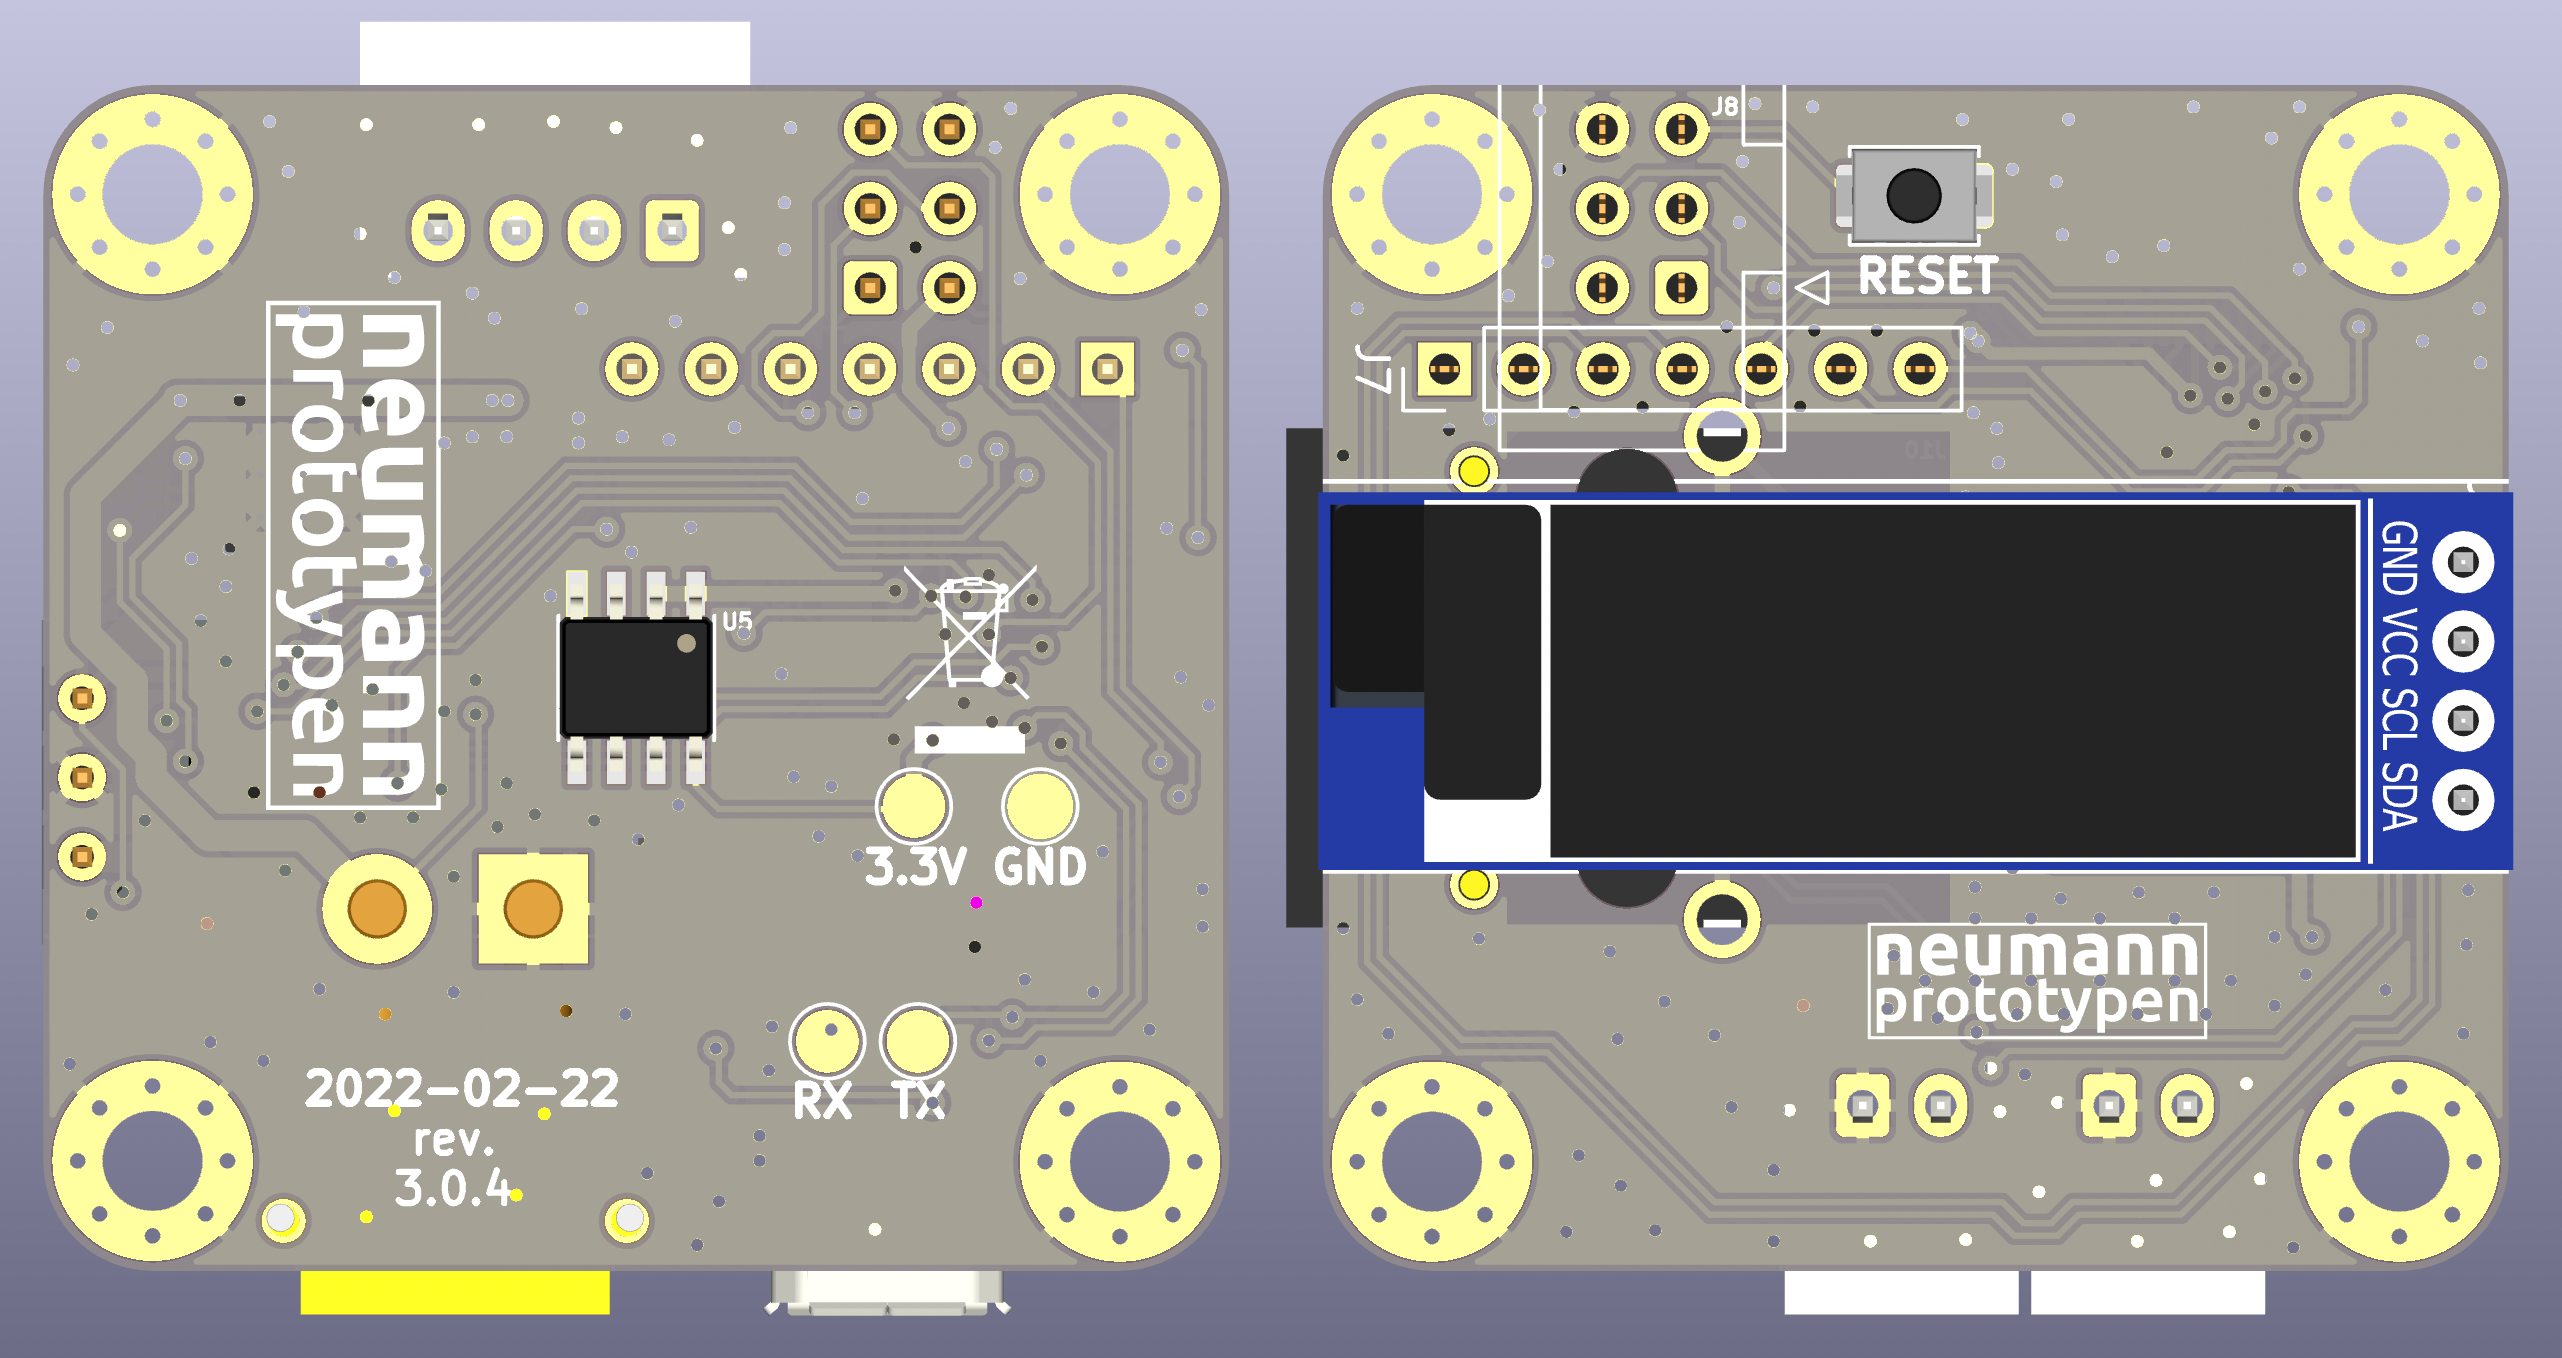 neumann
prototypen
U5
3.3V GND
RX TX
2022-02-22
rev.
3.0.4
J8
RESET
J7
J10
GND VCC SCL SDA
neumann
prototypen